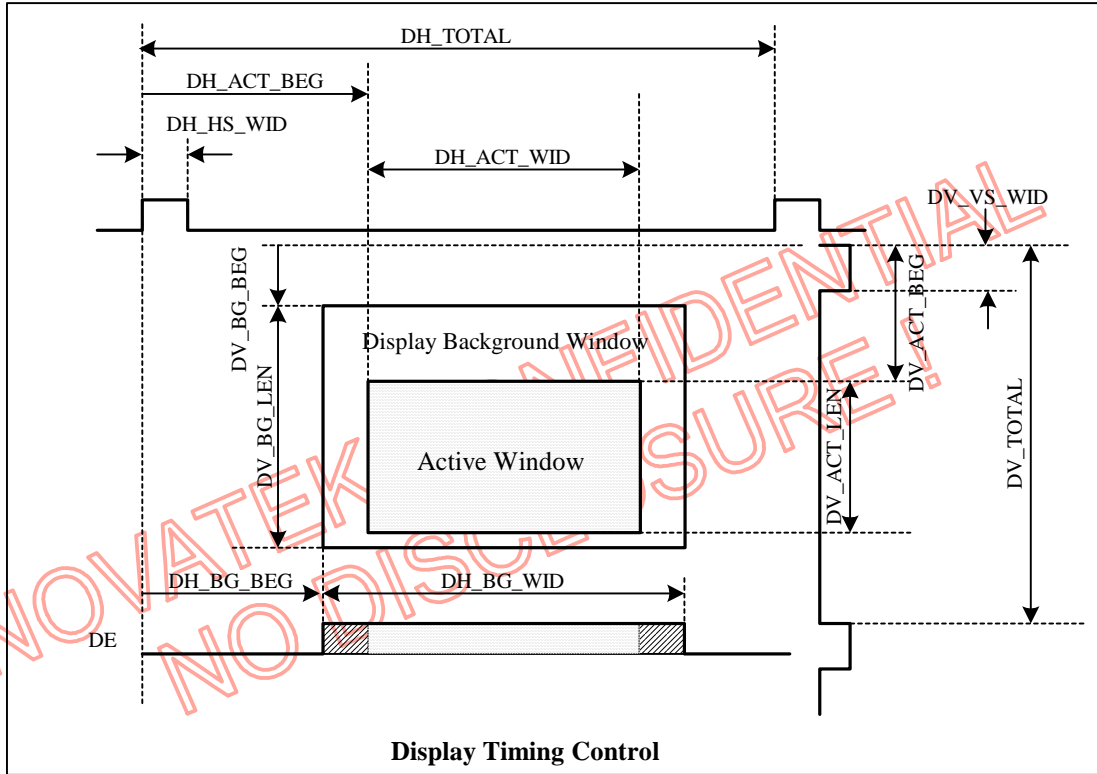 DH_TOTAL
DH_ACT_BEG
DH_HS_WID
DH_ACT_WID
DV_VS_WID
DV_BG_BEG
DV_ACT_BEG
Display Background Window
DV_BG_LEN
DV_ACT_LEN
DV_TOTAL
Active Window
DH_BG_BEG
DH_BG_WID
DE
NOVATEK CONFIDENTIAL
NO DISCLOSURE !
Display Timing Control